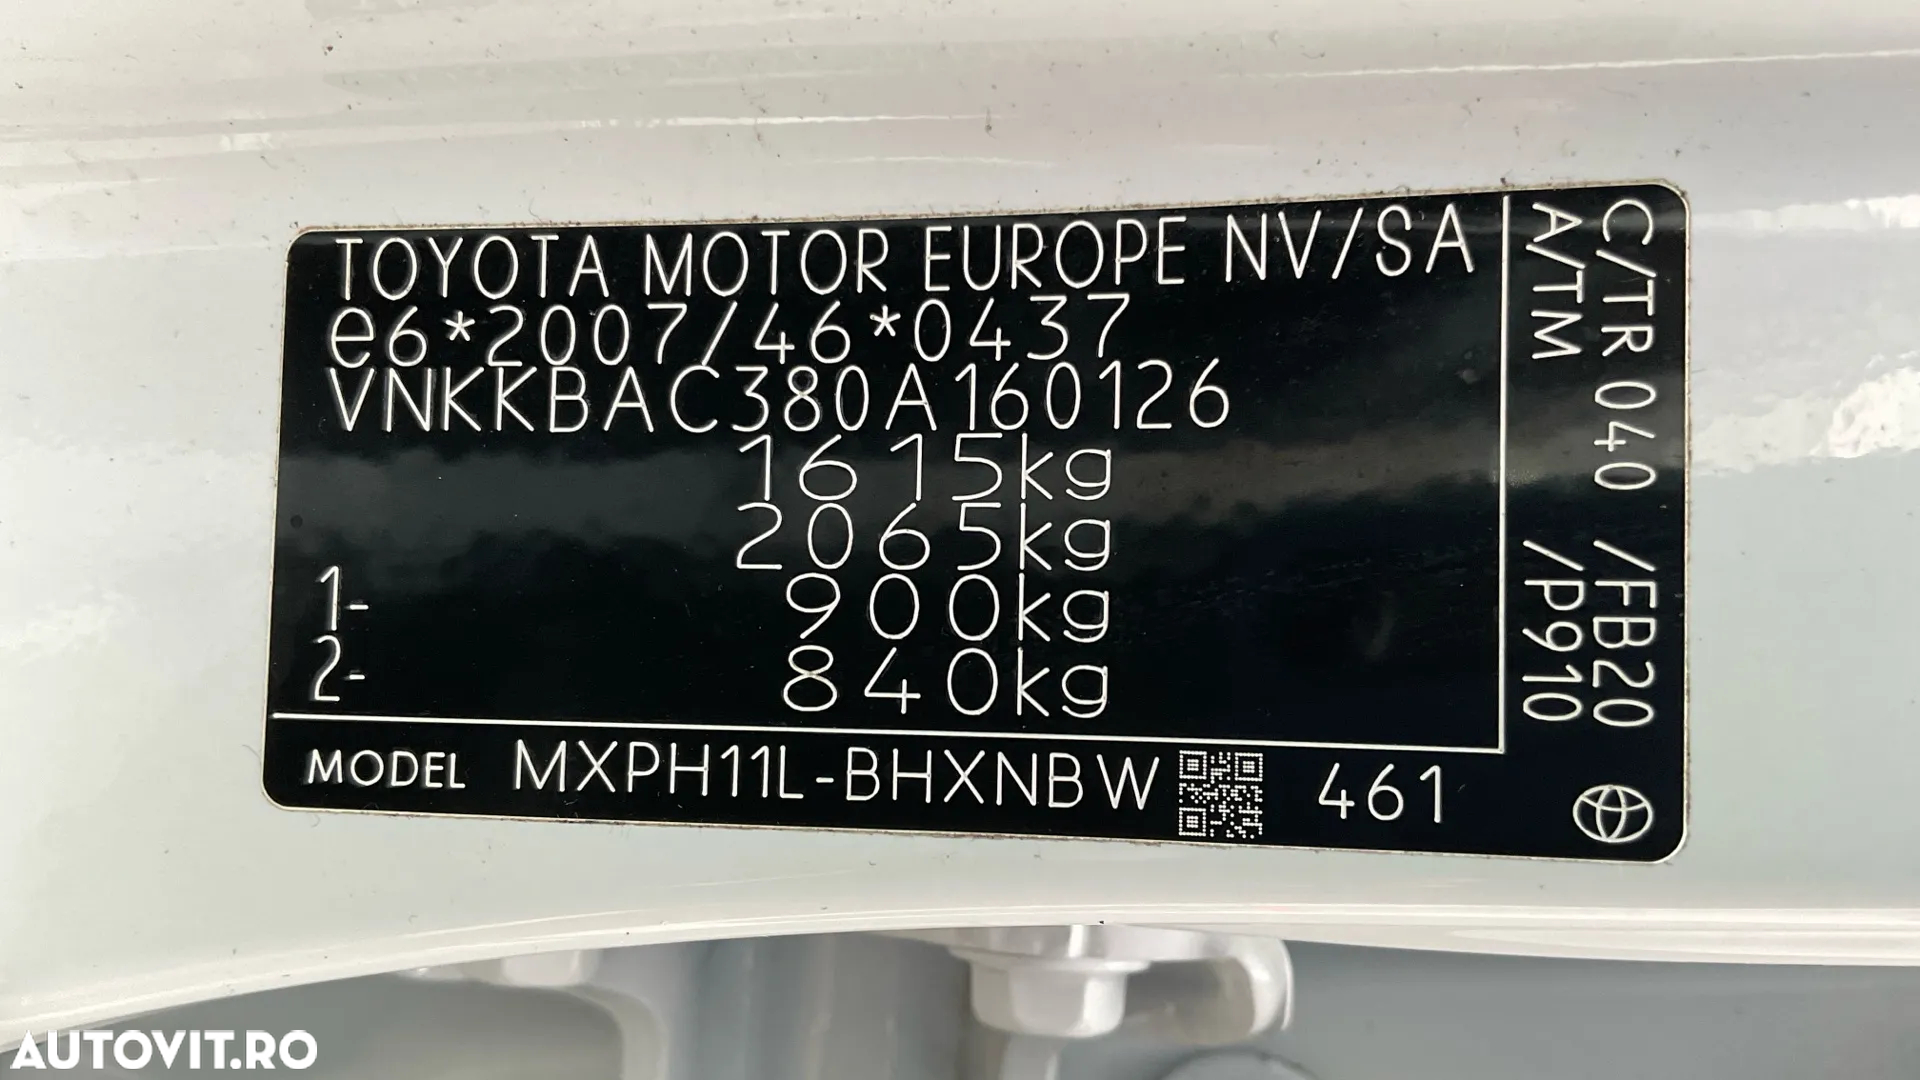 TOYOTA MOTOR EUROPE NV/SA
e6*2007/46*0437
VNKKBAC380A160126
1615kg
2065kg
1- 900kg
2- 840kg
MODEL MXPH11L-BHXNBW 461
C/TR 040 /FB20
A/TM /P910
AUTOVIT.RO